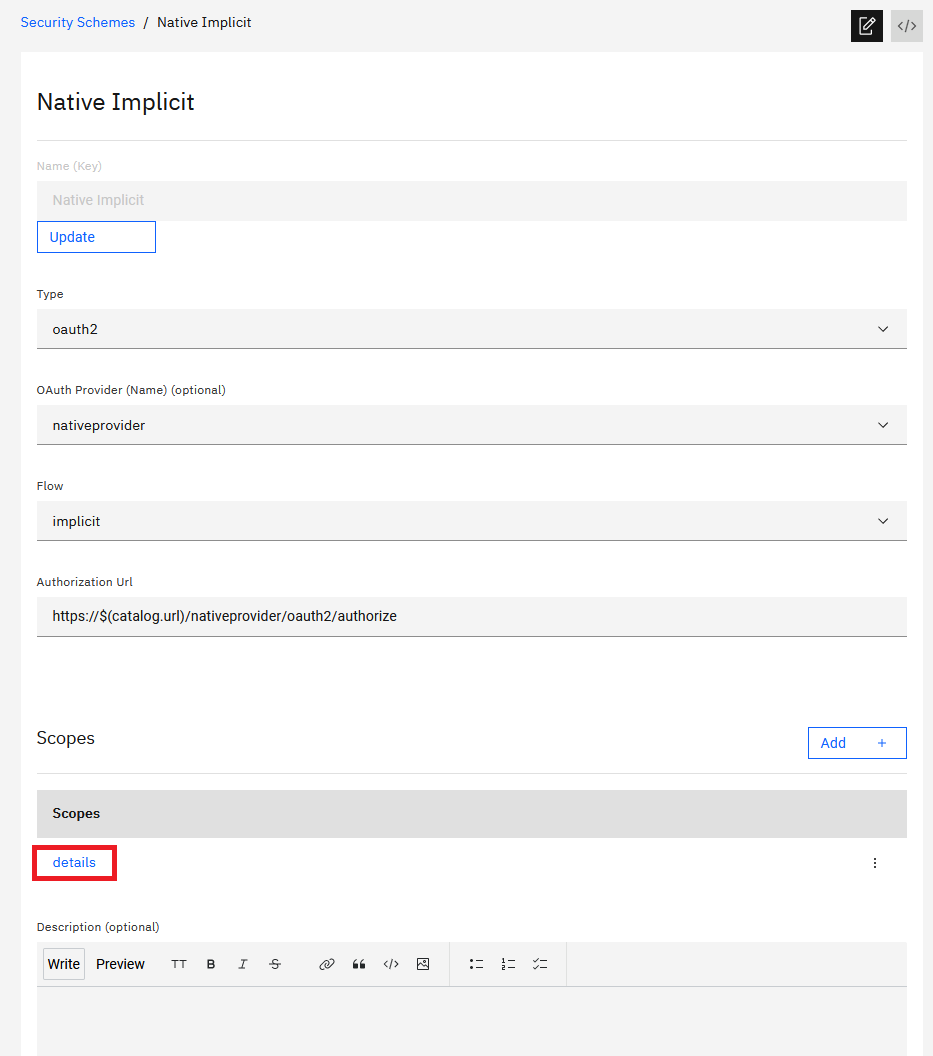 Security Schemes / Native Implicit
Native Implicit
Name (Key)
Native Implicit
Update
Type
oauth2
OAuth Provider (Name) (optional)
nativeprovider
Flow
implicit
Authorization Url
https://$(catalog.url)/nativeprovider/oauth2/authorize
Scopes
Add +
Scopes
details
Description (optional)
Write Preview TT B I S